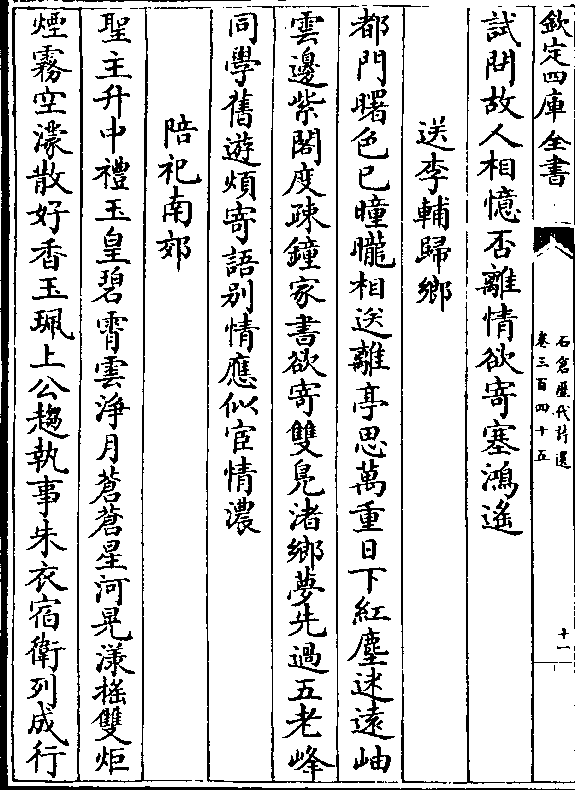 欽定四庫全書
石倉歷代詩選
卷三百四十五
十一
試問故人相憶否離情欲寄塞鴻遙
送李輔歸鄉
都門曙色已曈曨相送離亭思萬重日下紅塵迷遠岫
雲邊紫閣度疎鐘家書欲寄雙鳧渚鄉夢先過五老峰
同學舊遊煩寄語别情應似宦情濃
陪祀南郊
聖主升中禮玉皇碧霄雲淨月蒼蒼星河晃漾摇雙炬
煙霧空濛散好香玉珮上公趨執事朱衣宿衛列成行